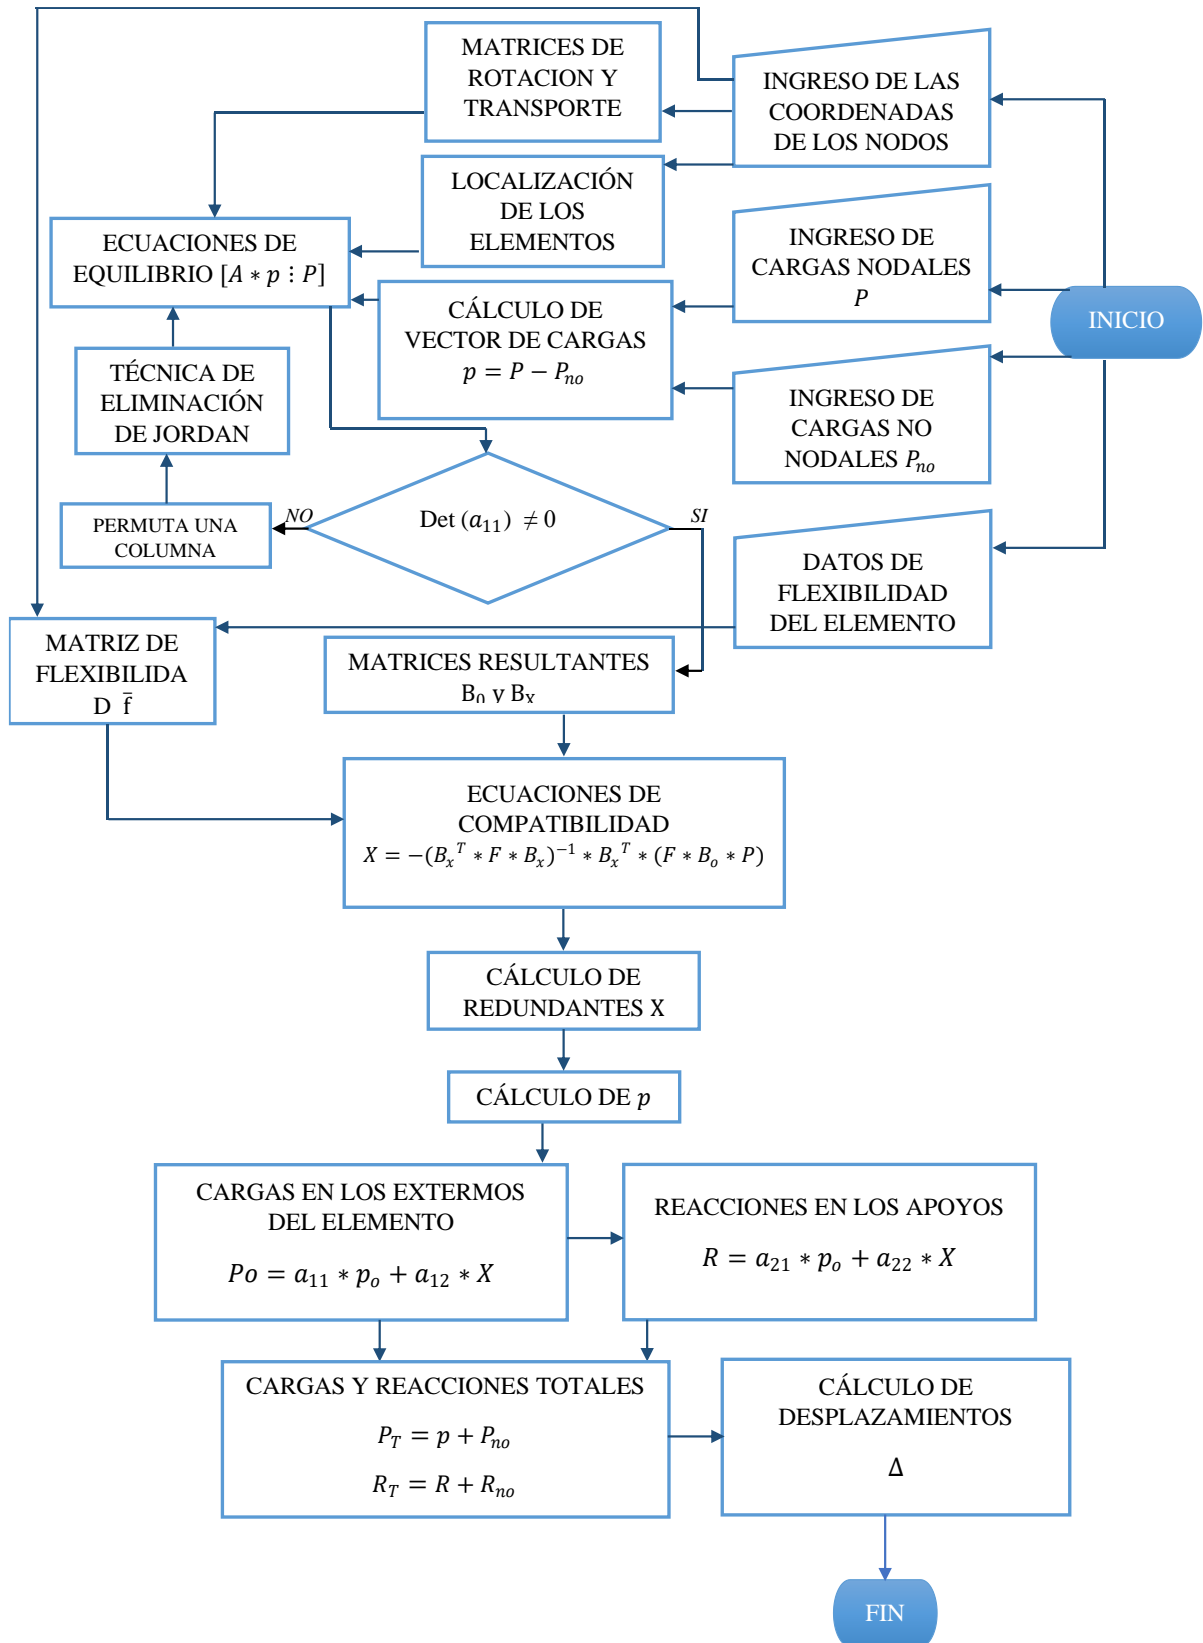 MATRICES DE
ROTACION Y
TRANSPORTE
INGRESO DE LAS
COORDENADAS
DE LOS NODOS
LOCALIZACIÓN
DE LOS
ELEMENTOS
ECUACIONES DE
EQUILIBRIO [A ∗ p ⋮ P]
INGRESO DE
CARGAS NODALES
P
INICIO
CÁLCULO DE
VECTOR DE CARGAS
p = P − Pₙₒ
TÉCNICA DE
ELIMINACIÓN
DE JORDAN
INGRESO DE
CARGAS NO
NODALES Pₙₒ
PERMUTA UNA
COLUMNA
NO
Det (a₁₁) ≠ 0
SI
DATOS DE
FLEXIBILIDAD
DEL ELEMENTO
MATRIZ DE
FLEXIBILIDA
D f̄
MATRICES RESULTANTES
B₀ y Bₓ
ECUACIONES DE
COMPATIBILIDAD
X = −(Bₓᵀ ∗ F ∗ Bₓ)⁻¹ ∗ Bₓᵀ ∗ (F ∗ Bₒ ∗ P)
CÁLCULO DE
REDUNDANTES X
CÁLCULO DE p
CARGAS EN LOS EXTERMOS
DEL ELEMENTO
Po = a₁₁ ∗ pₒ + a₁₂ ∗ X
REACCIONES EN LOS APOYOS
R = a₂₁ ∗ pₒ + a₂₂ ∗ X
CARGAS Y REACCIONES TOTALES
P_T = p + Pₙₒ
R_T = R + Rₙₒ
CÁLCULO DE
DESPLAZAMIENTOS
Δ
FIN